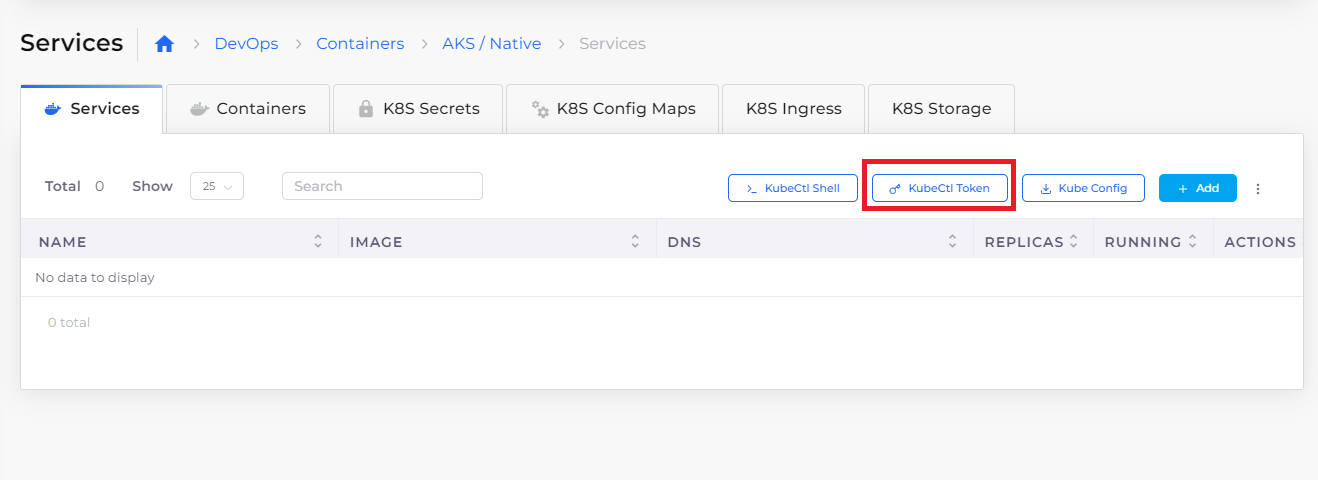 Services DevOps Containers AKS / Native Services
Services Containers K8S Secrets K8S Config Maps K8S Ingress K8S Storage
Total 0 Show 25 Search KubeCtl Shell KubeCtl Token Kube Config Add
NAME IMAGE DNS REPLICAS RUNNING ACTIONS
No data to display
0 total